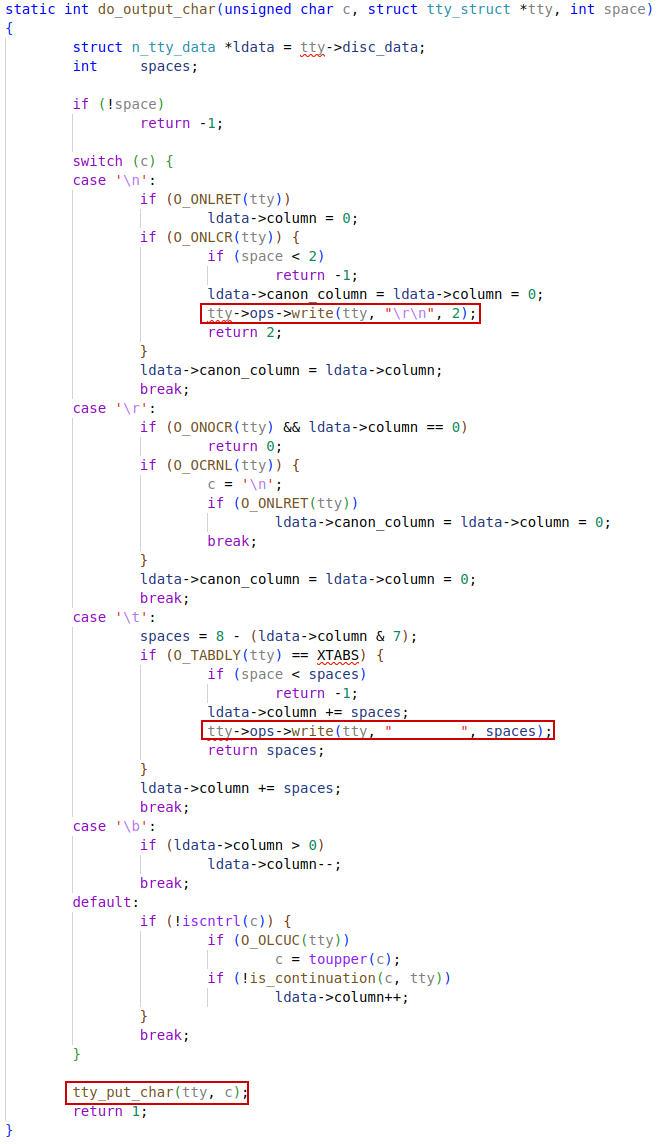 static int do_output_char(unsigned char c, struct tty_struct *tty, int space)
{
        struct n_tty_data *ldata = tty->disc_data;
        int     spaces;

        if (!space)
                return -1;

        switch (c) {
        case '\n':
                if (O_ONLRET(tty))
                        ldata->column = 0;
                if (O_ONLCR(tty)) {
                        if (space < 2)
                                return -1;
                        ldata->canon_column = ldata->column = 0;
                        tty->ops->write(tty, "\r\n", 2);
                        return 2;
                }
                ldata->canon_column = ldata->column;
                break;
        case '\r':
                if (O_ONOCR(tty) && ldata->column == 0)
                        return 0;
                if (O_OCRNL(tty)) {
                        c = '\n';
                        if (O_ONLRET(tty))
                                ldata->canon_column = ldata->column = 0;
                        break;
                }
                ldata->canon_column = ldata->column = 0;
                break;
        case '\t':
                spaces = 8 - (ldata->column & 7);
                if (O_TABDLY(tty) == XTABS) {
                        if (space < spaces)
                                return -1;
                        ldata->column += spaces;
                        tty->ops->write(tty, "        ", spaces);
                        return spaces;
                }
                ldata->column += spaces;
                break;
        case '\b':
                if (ldata->column > 0)
                        ldata->column--;
                break;
        default:
                if (!iscntrl(c)) {
                        if (O_OLCUC(tty))
                                c = toupper(c);
                        if (!is_continuation(c, tty))
                                ldata->column++;
                }
                break;
        }

        tty_put_char(tty, c);
        return 1;
}